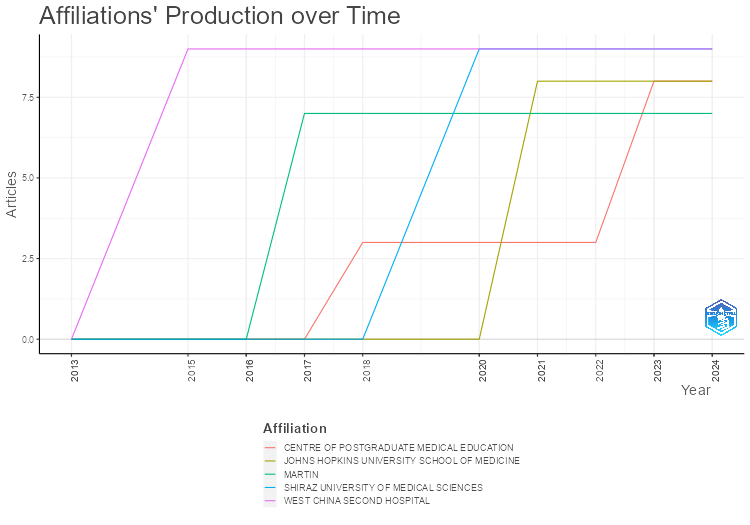 Affiliations' Production over Time
Articles
7.5
5.0
2.5
0.0
2013
2015
2016
2017
2018
2020
2021
2022
2023
2024
Year
Affiliation
CENTRE OF POSTGRADUATE MEDICAL EDUCATION
JOHNS HOPKINS UNIVERSITY SCHOOL OF MEDICINE
MARTIN
SHIRAZ UNIVERSITY OF MEDICAL SCIENCES
WEST CHINA SECOND HOSPITAL